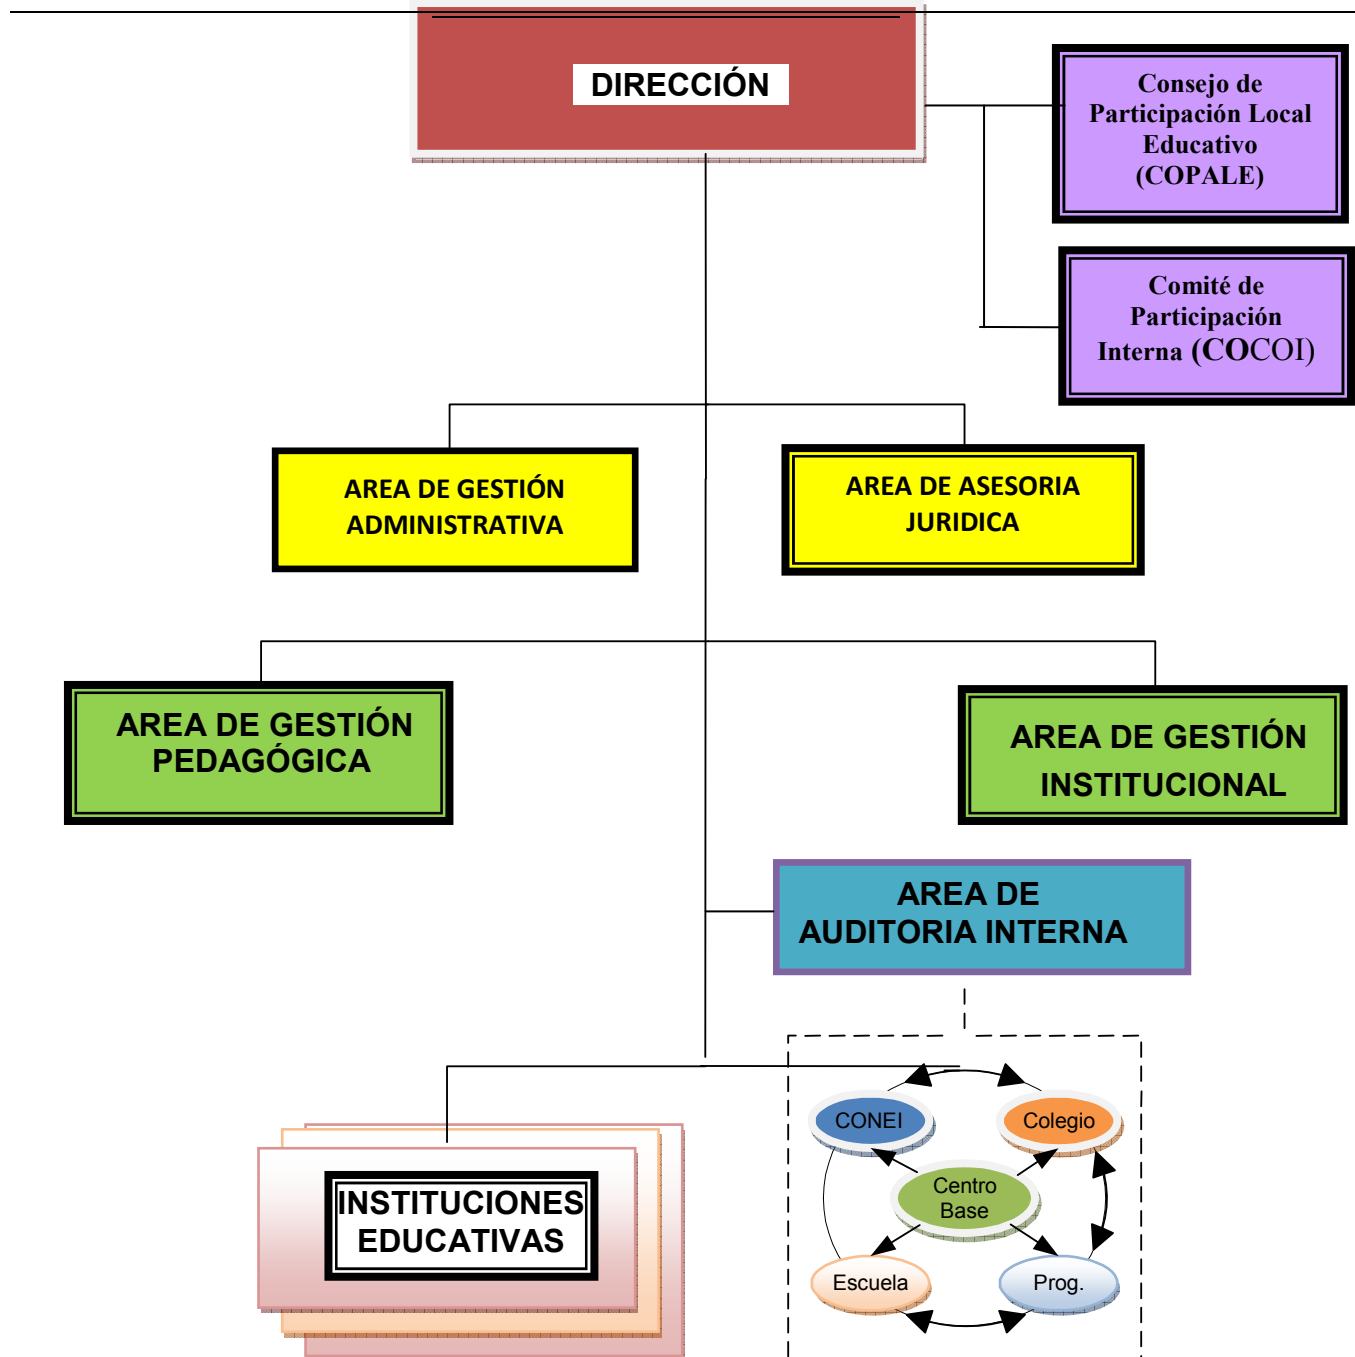 DIRECCIÓN
Consejo de
Participación Local
Educativo
(COPALE)
Comité de
Participación
Interna (COCOI)
AREA DE GESTIÓN
ADMINISTRATIVA
AREA DE ASESORIA
JURIDICA
AREA DE GESTIÓN
PEDAGÓGICA
AREA DE GESTIÓN
INSTITUCIONAL
AREA DE
AUDITORIA INTERNA
CONEI
Colegio
Centro
Base
Escuela
Prog.
INSTITUCIONES
EDUCATIVAS